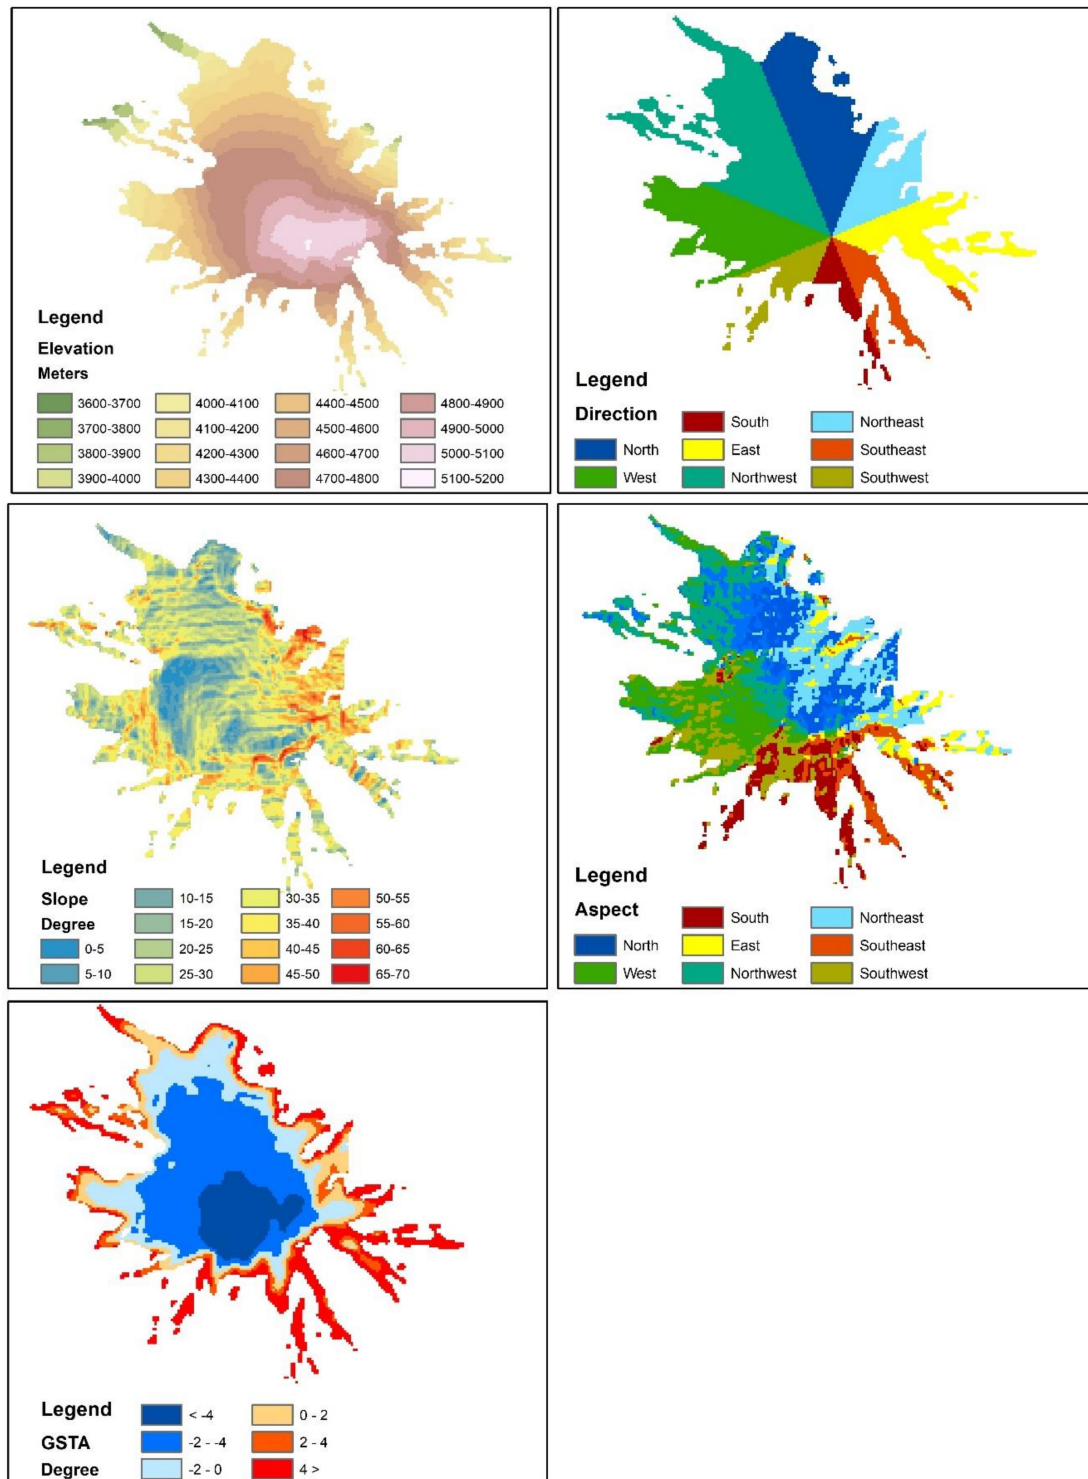 Legend
Elevation
Meters
3600-3700 4000-4100 4400-4500 4800-4900
3700-3800 4100-4200 4500-4600 4900-5000
3800-3900 4200-4300 4600-4700 5000-5100
3900-4000 4300-4400 4700-4800 5100-5200
Legend
Direction South Northeast
North East Southeast
West Northwest Southwest
Legend
Slope 10-15 30-35 50-55
Degree 15-20 35-40 55-60
0-5 20-25 40-45 60-65
5-10 25-30 45-50 65-70
Legend
Aspect South Northeast
North East Southeast
West Northwest Southwest
Legend < -4 0 - 2
GSTA -2 - -4 2 - 4
Degree -2 - 0 4 >